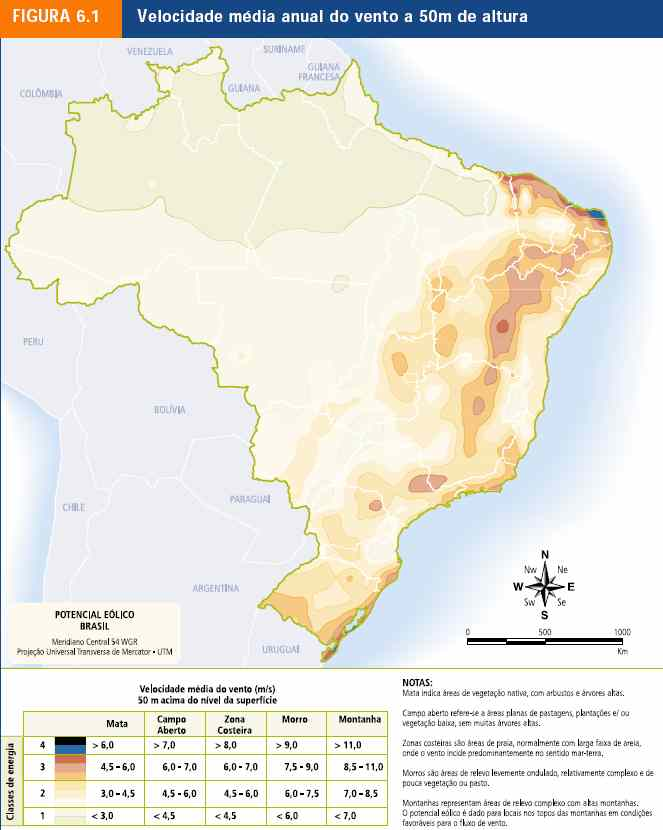 FIGURA 6.1
Velocidade média anual do vento a 50m de altura
VENEZUELA
SURINAME
GUIANA
FRANCESA
GUIANA
COLÔMBIA
PERU
BOLÍVIA
CHILE
PARAGUAI
ARGENTINA
URUGUAI
POTENCIAL EÓLICO
BRASIL
Meridiano Central 54 WGR
Projeção Universal Transversa de Mercator • UTM
N
Nw Ne
W E
Sw Se
S
0 500 1000
Km
Velocidade média do vento (m/s)
50 m acima do nível da superfície
Mata Campo Aberto Zona Costeira Morro Montanha
Classes de energia
4 > 6,0 > 7,0 > 8,0 > 9,0 > 11,0
3 4,5 - 6,0 6,0 - 7,0 6,0 - 7,0 7,5 - 9,0 8,5 - 11,0
2 3,0 - 4,5 4,5 - 6,0 4,5 - 6,0 6,0 - 7,5 7,0 - 8,5
1 < 3,0 < 4,5 < 4,5 < 6,0 < 7,0
NOTAS:
Mata indica áreas de vegetação nativa, com arbustos e árvores altas.
Campo aberto refere-se a áreas planas de pastagens, plantações e/ ou
vegetação baixa, sem muitas árvores altas.
Zonas costeiras são áreas de praia, normalmente com larga faixa de areia,
onde o vento incide predominantemente no sentido mar-terra.
Morros são áreas de relevo levemente ondulado, relativamente complexo e de
pouca vegetação ou pasto.
Montanhas representam áreas de relevo complexo com altas montanhas.
O potencial eólico é dado para locais nos topos das montanhas em condições
favoráveis para o fluxo de vento.